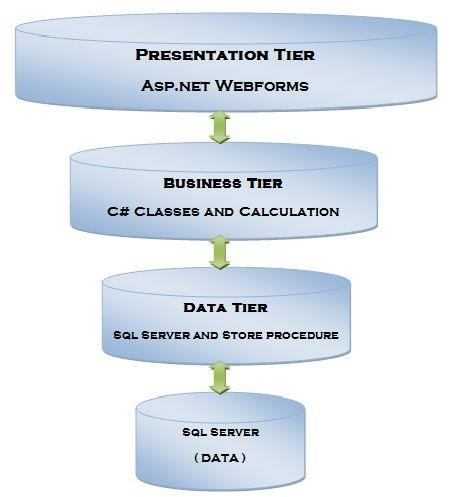 Presentation Tier
Asp.net Webforms
Business Tier
C# Classes and Calculation
Data Tier
Sql Server and Store procedure
Sql Server
( DATA )